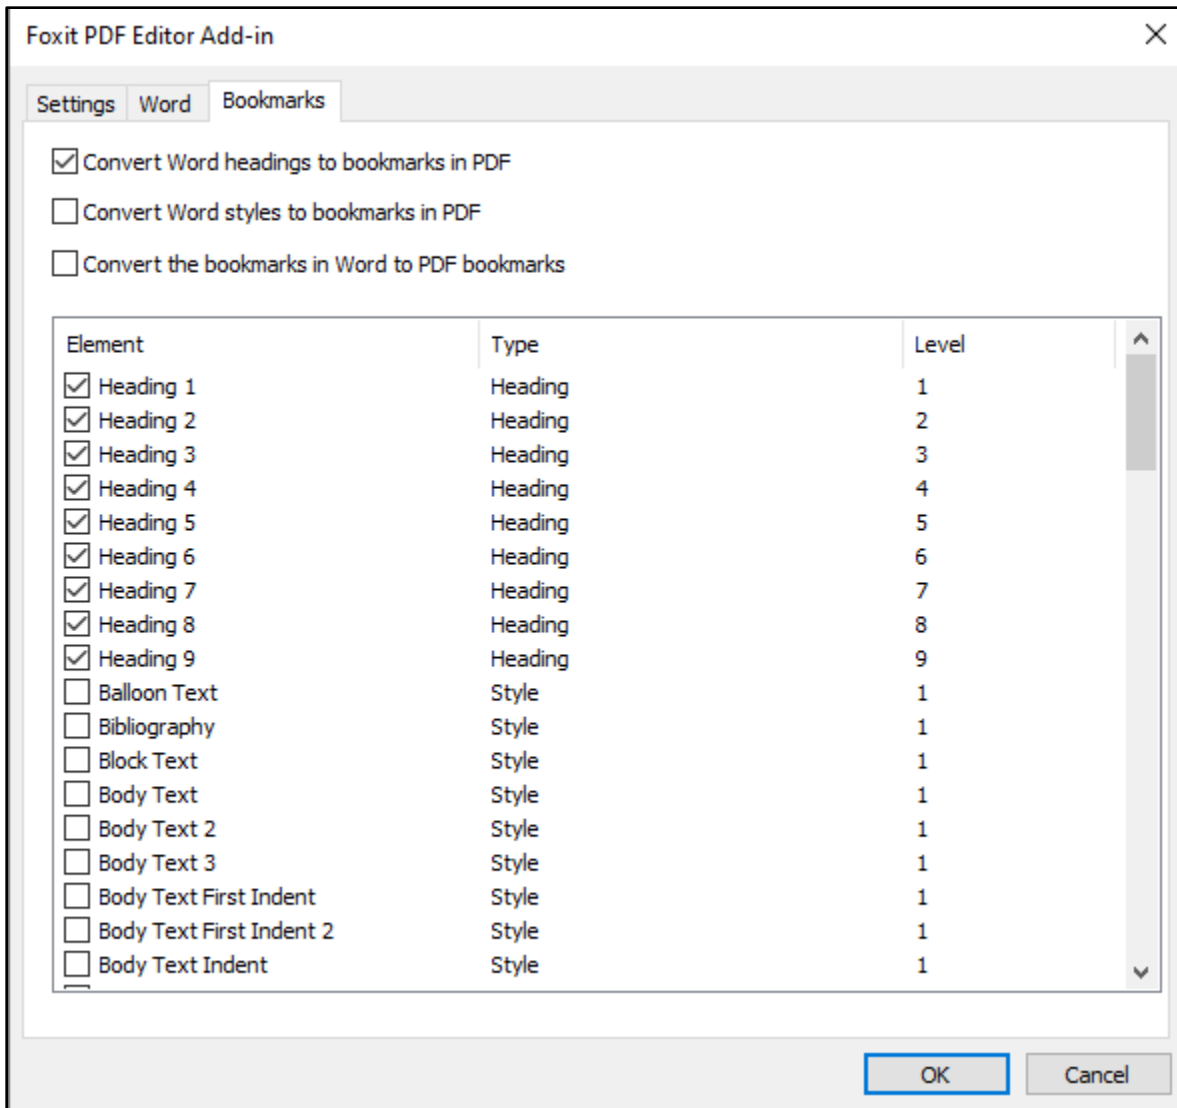 Foxit PDF Editor Add-in
Settings Word Bookmarks
Convert Word headings to bookmarks in PDF
Convert Word styles to bookmarks in PDF
Convert the bookmarks in Word to PDF bookmarks
Element Type Level
Heading 1 Heading 1
Heading 2 Heading 2
Heading 3 Heading 3
Heading 4 Heading 4
Heading 5 Heading 5
Heading 6 Heading 6
Heading 7 Heading 7
Heading 8 Heading 8
Heading 9 Heading 9
Balloon Text Style 1
Bibliography Style 1
Block Text Style 1
Body Text Style 1
Body Text 2 Style 1
Body Text 3 Style 1
Body Text First Indent Style 1
Body Text First Indent 2 Style 1
Body Text Indent Style 1
OK Cancel